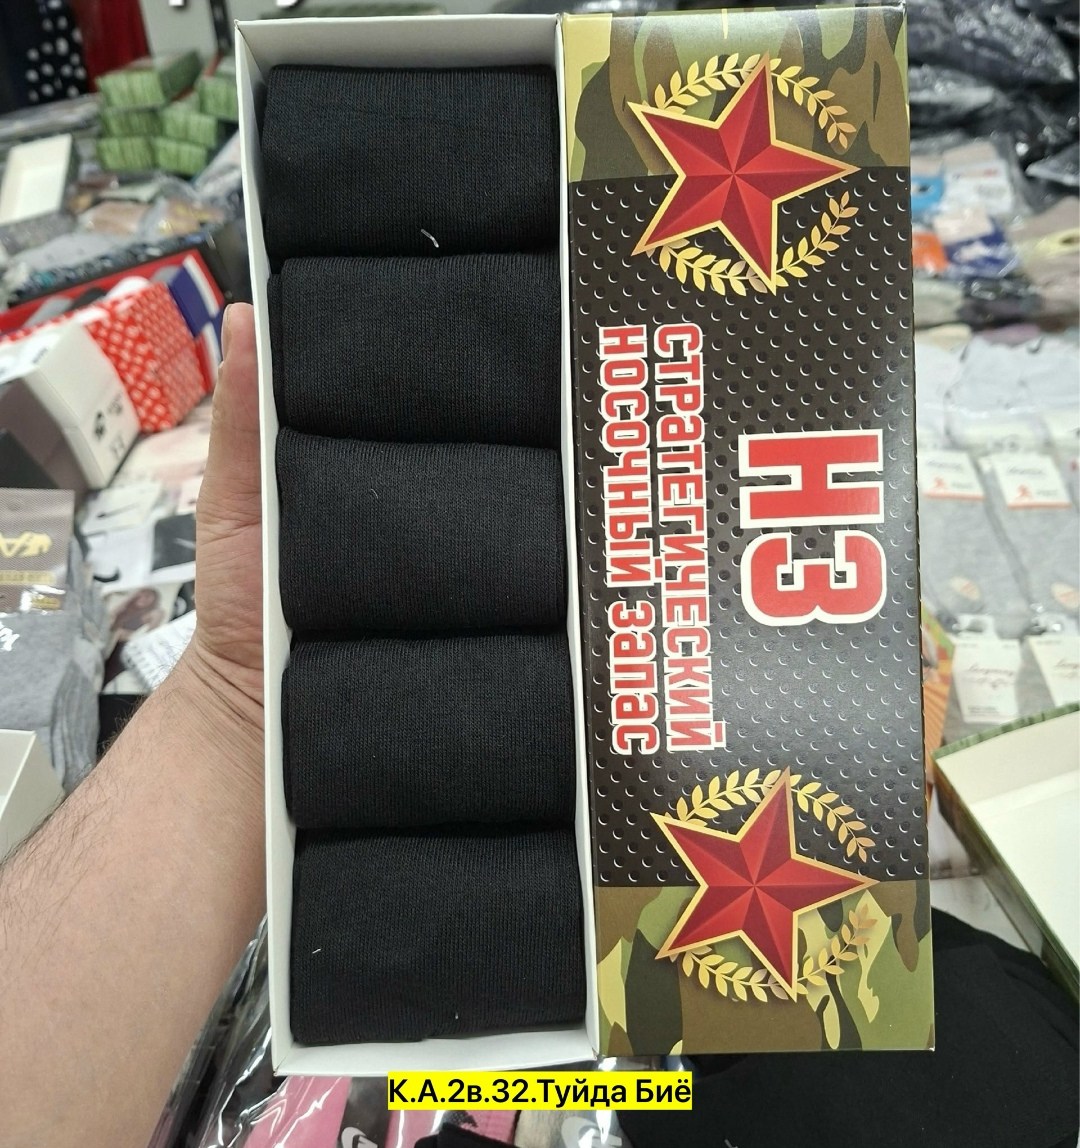 НЗ
СТРАТЕГИЧЕСКИЙ
НОСОЧНЫЙ ЗАПАС
К.А.2в.32.Туйда Биё